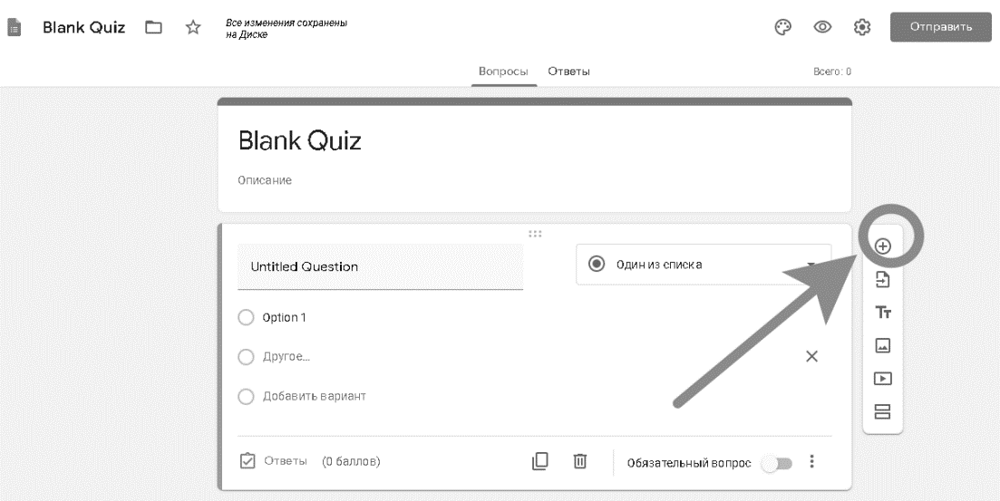 Blank Quiz
Все изменения сохранены
на Диске
Отправить
Вопросы Ответы Всего: 0
Blank Quiz
Описание
Untitled Question
Один из списка
Option 1
Другое...
Добавить вариант
Ответы (0 баллов)
Обязательный вопрос
Tт